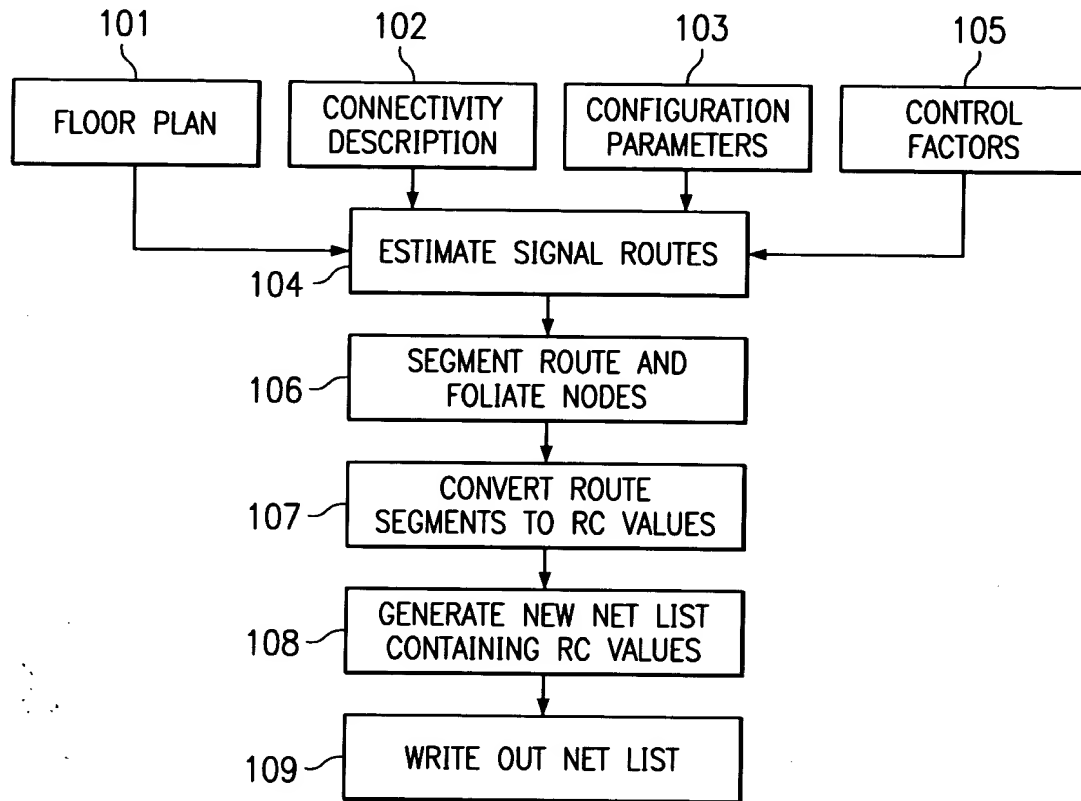 101
102
103
105
FLOOR PLAN
CONNECTIVITY
DESCRIPTION
CONFIGURATION
PARAMETERS
CONTROL
FACTORS
ESTIMATE SIGNAL ROUTES
104
SEGMENT ROUTE AND
FOLIATE NODES
106
CONVERT ROUTE
SEGMENTS TO RC VALUES
107
GENERATE NEW NET LIST
CONTAINING RC VALUES
108
WRITE OUT NET LIST
109